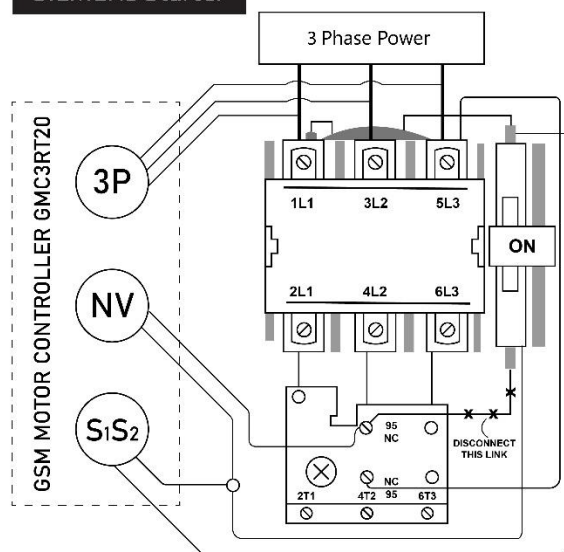 3 Phase Power
GSM MOTOR CONTROLLER GMC3RT20
3P
NV
S1S2
1L1 3L2 5L3
ON
2L1 4L2 6L3
95
NC
DISCONNECT
THIS LINK
NC
95
2T1 4T2 6T3